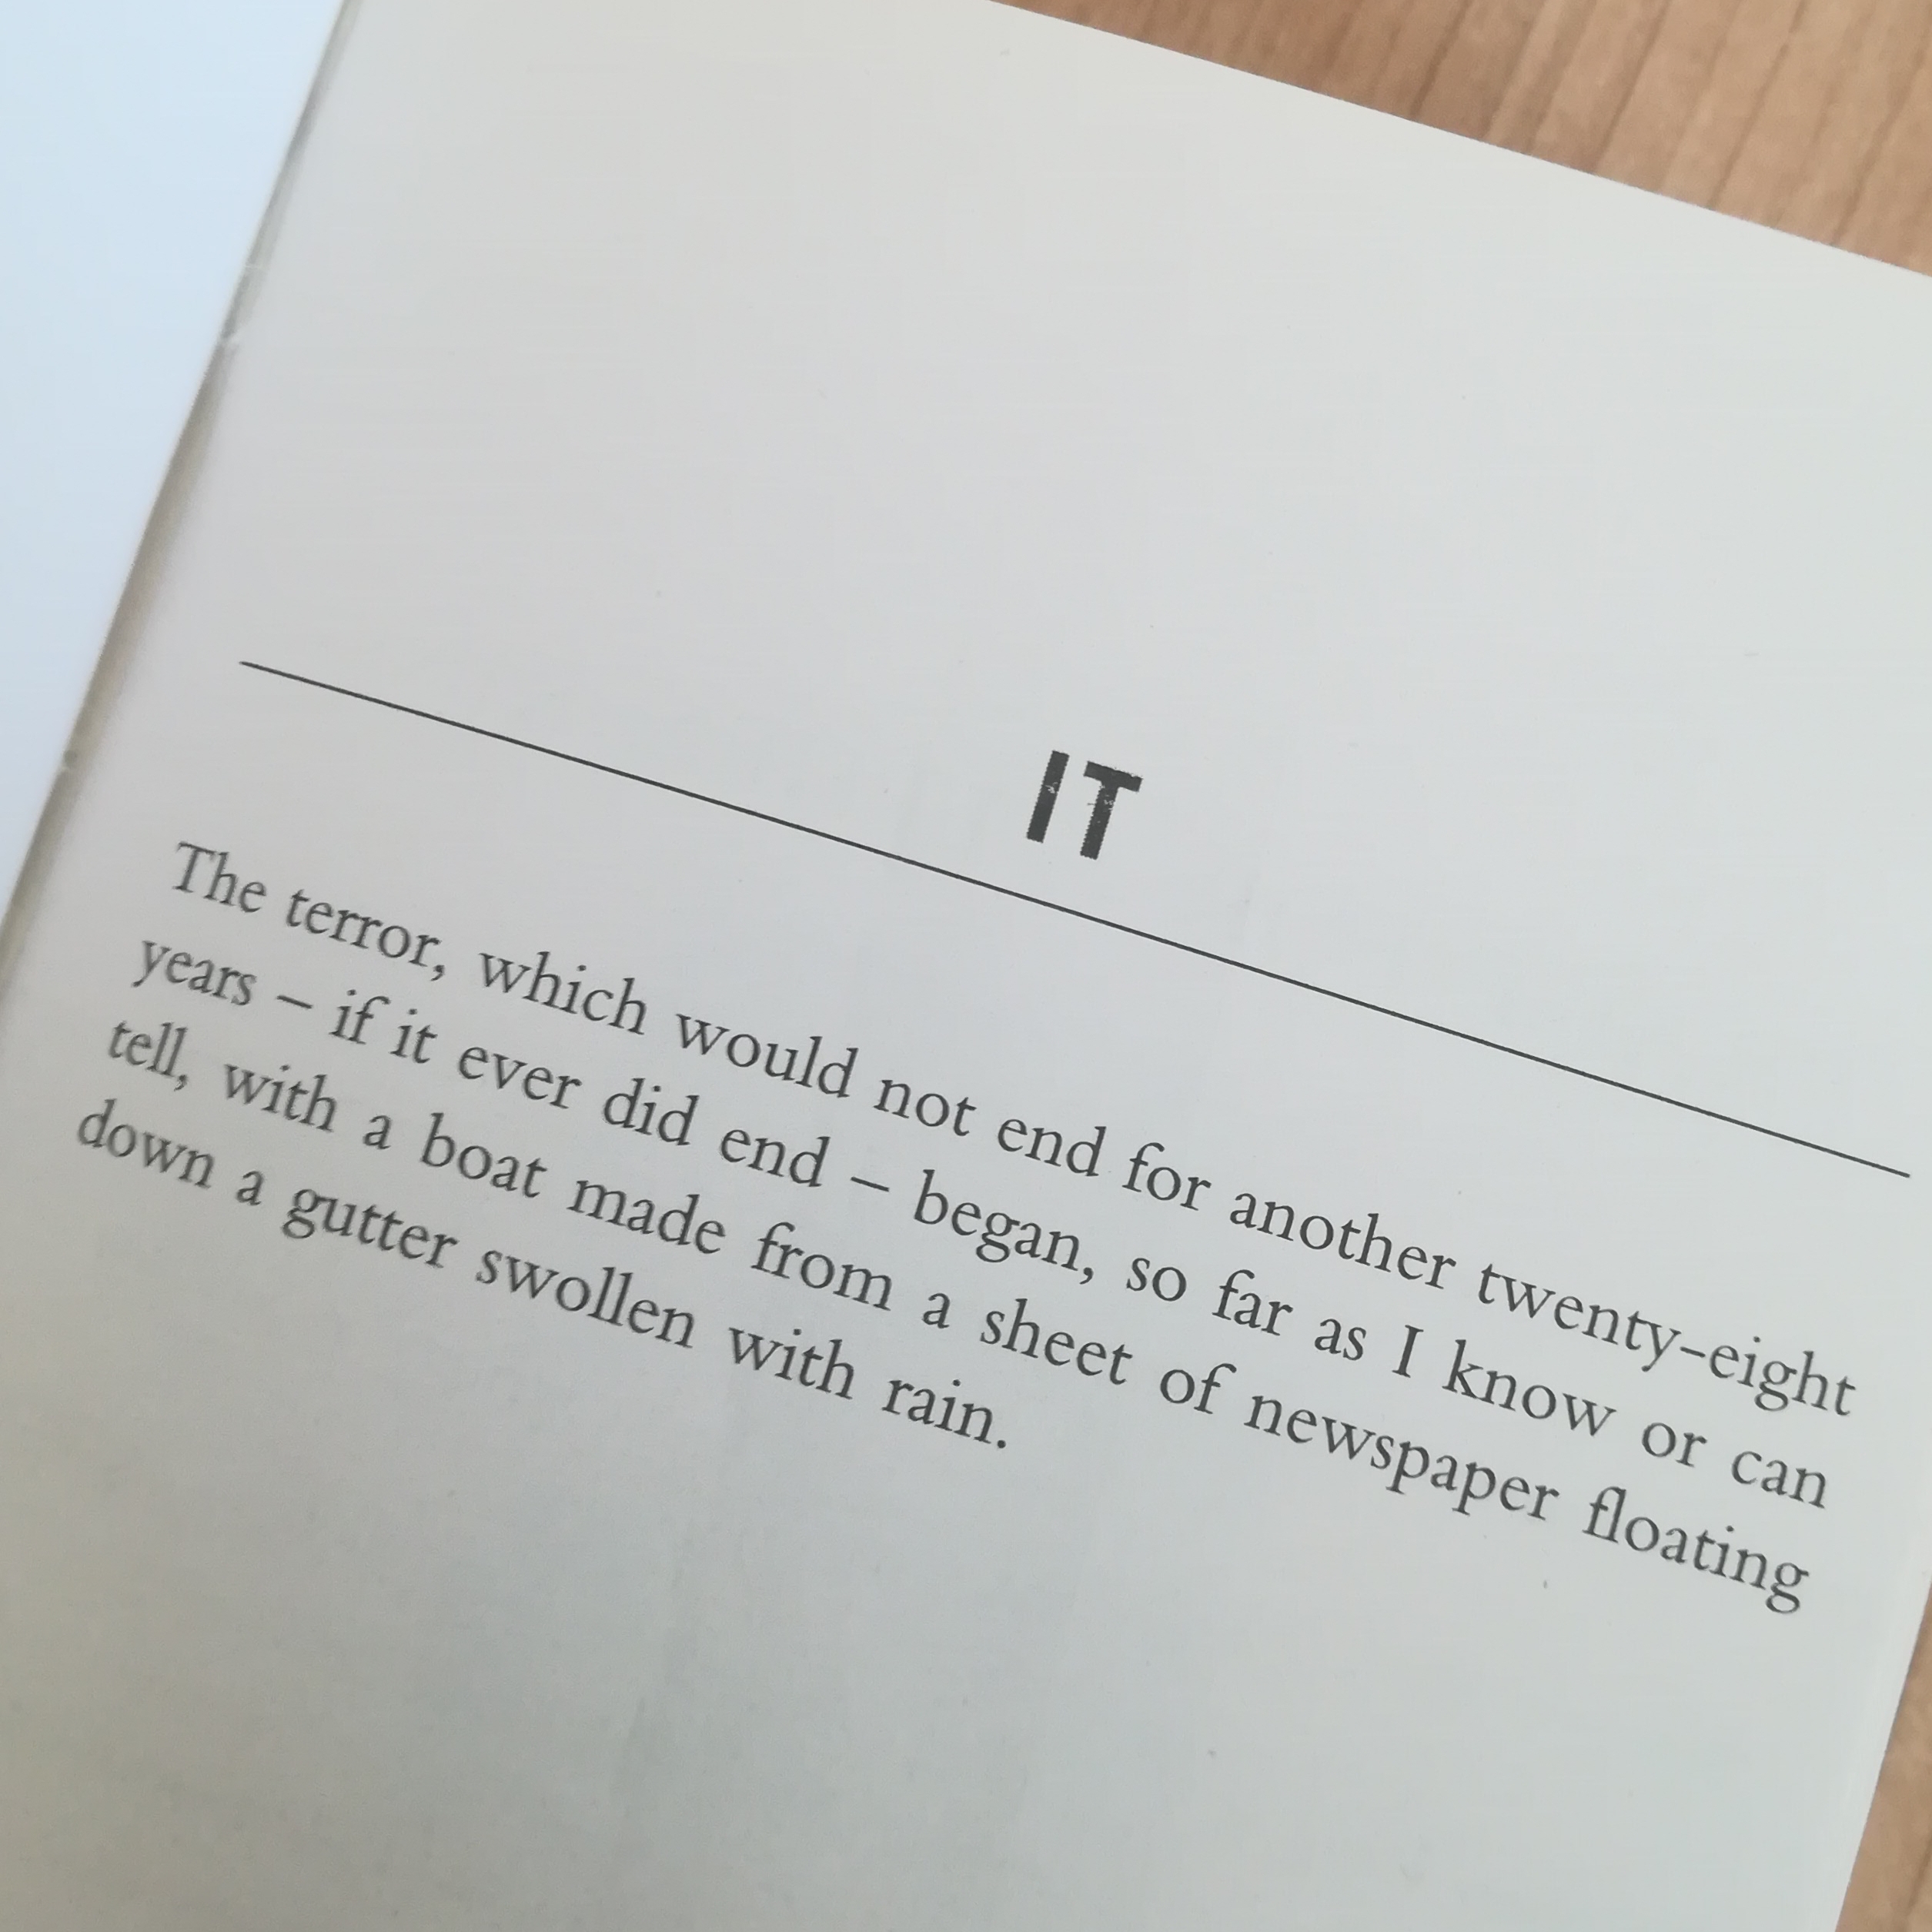 IT
The terror, which would not end for another twenty-eight
years – if it ever did end – began, so far as I know or can
tell, with a boat made from a sheet of newspaper floating
down a gutter swollen with rain.